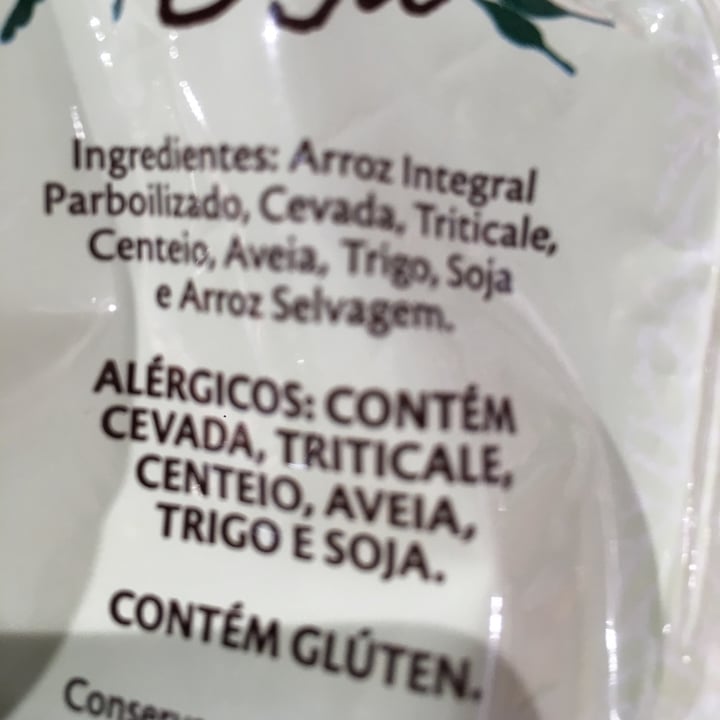 Ingredientes: Arroz Integral
Parboilizado, Cevada, Triticale,
Centeio, Aveia, Trigo, Soja
e Arroz Selvagem.
ALÉRGICOS: CONTÉM
CEVADA, TRITICALE,
CENTEIO, AVEIA,
TRIGO E SOJA.
CONTÉM GLÚTEN.